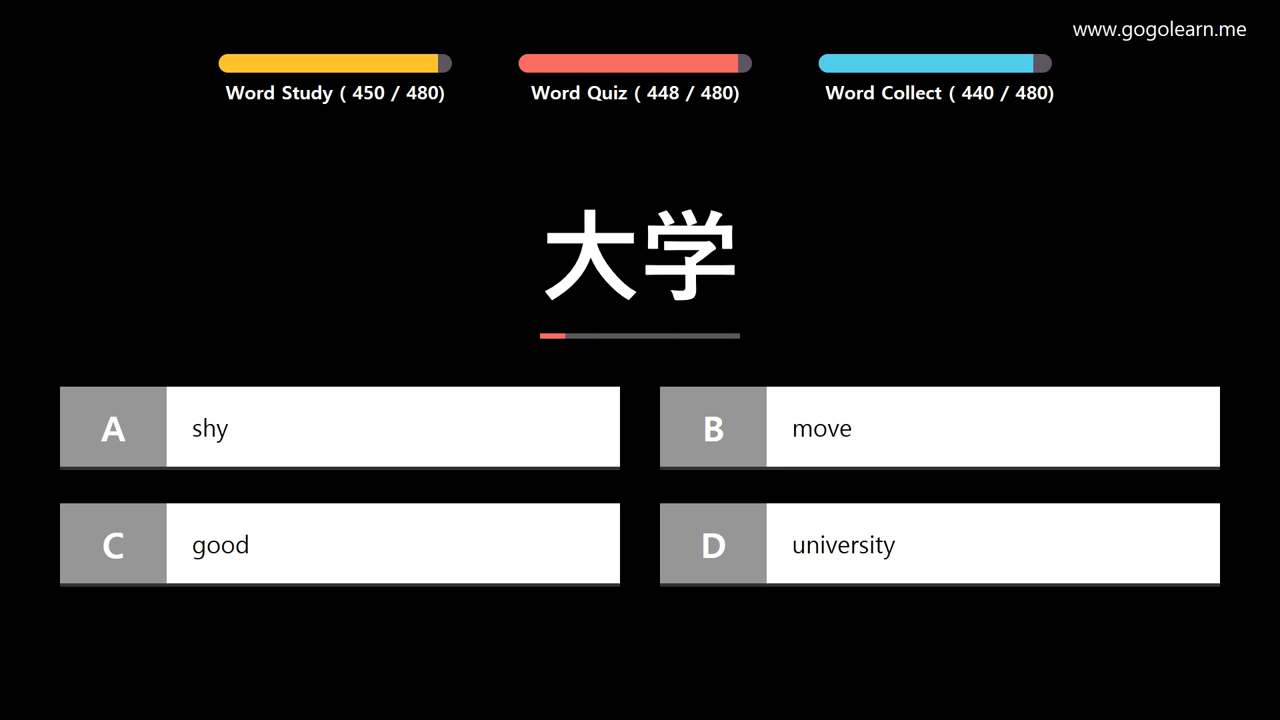 www.gogolearn.me
Word Study ( 450 / 480)
Word Quiz ( 448 / 480)
Word Collect ( 440 / 480)
大学
A shy
B move
C good
D university